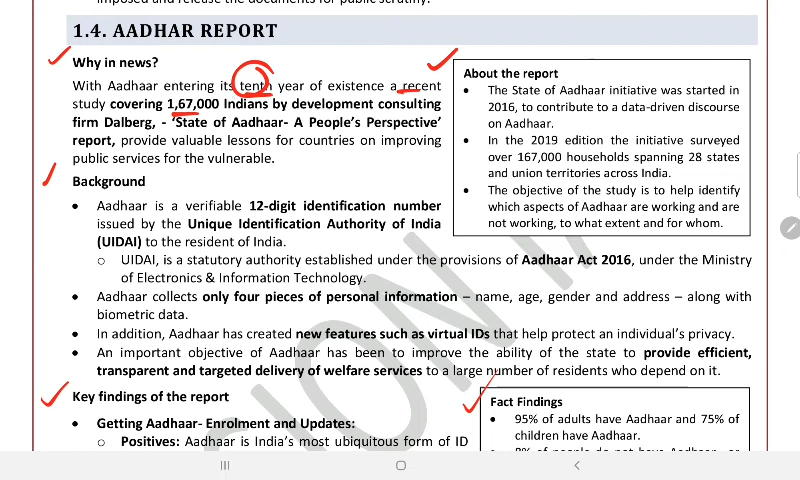 imposed and release the documents for public scrutiny.
1.4. AADHAR REPORT
Why in news?
With Aadhaar entering its tenth year of existence a recent
study covering 1,67,000 Indians by development consulting
firm Dalberg, - ‘State of Aadhaar- A People’s Perspective’
report, provide valuable lessons for countries on improving
public services for the vulnerable.
About the report
• The State of Aadhaar initiative was started in
2016, to contribute to a data-driven discourse
on Aadhaar.
• In the 2019 edition the initiative surveyed
over 167,000 households spanning 28 states
and union territories across India.
• The objective of the study is to help identify
which aspects of Aadhaar are working and are
not working, to what extent and for whom.
Background
• Aadhaar is a verifiable 12-digit identification number
issued by the Unique Identification Authority of India
(UIDAI) to the resident of India.
o UIDAI, is a statutory authority established under the provisions of Aadhaar Act 2016, under the Ministry
of Electronics & Information Technology.
• Aadhaar collects only four pieces of personal information – name, age, gender and address – along with
biometric data.
• In addition, Aadhaar has created new features such as virtual IDs that help protect an individual’s privacy.
• An important objective of Aadhaar has been to improve the ability of the state to provide efficient,
transparent and targeted delivery of welfare services to a large number of residents who depend on it.
Key findings of the report
• Getting Aadhaar- Enrolment and Updates:
o Positives: Aadhaar is India’s most ubiquitous form of ID
Fact Findings
• 95% of adults have Aadhaar and 75% of
children have Aadhaar.